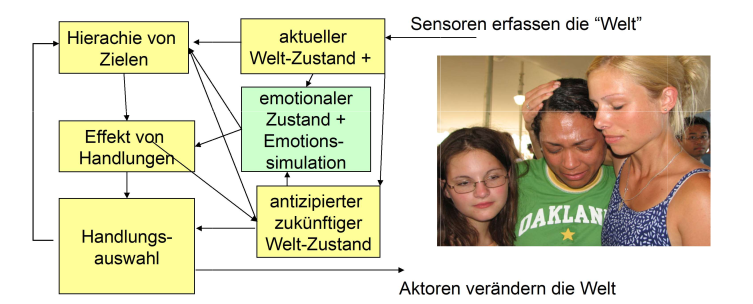 Sensoren erfassen die “Welt”
Hierachie von
Zielen
aktueller
Welt-Zustand +
emotionaler
Zustand +
Emotions-
simulation
Effekt von
Handlungen
antizipierter
zukünftiger
Welt-Zustand
Handlungs-
auswahl
Aktoren verändern die Welt
OAKLAN